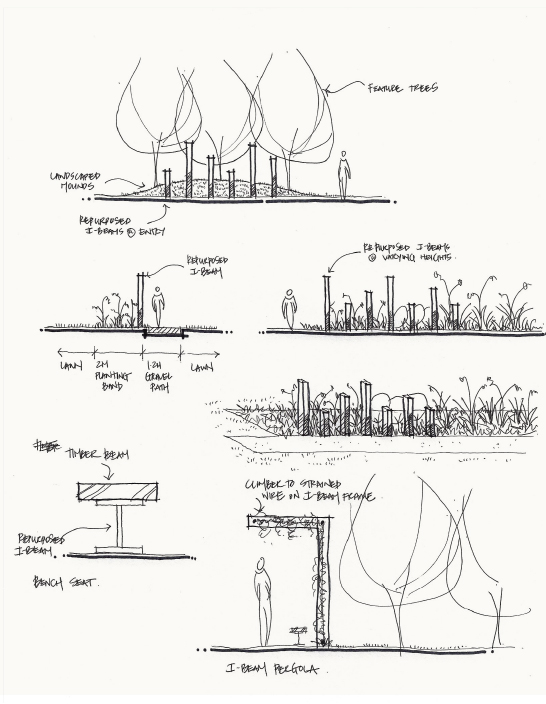 FEATURE TREES
LANDSCAPED
MOUNDS
REPURPOSED
I-BEAMS @ ENTRY
REPURPOSED
I-BEAM
REPURPOSED I-BEAMS
@ VARYING HEIGHTS.
LAWN
2M
PLANTING
BAND
1.2M
GRAVEL
PATH
LAWN
TIMBER BEAM
REPURPOSED
I-BEAM.
BENCH SEAT.
CLIMBER TO STRAINED
WIRE ON I-BEAM FRAME.
I-BEAM PERGOLA.